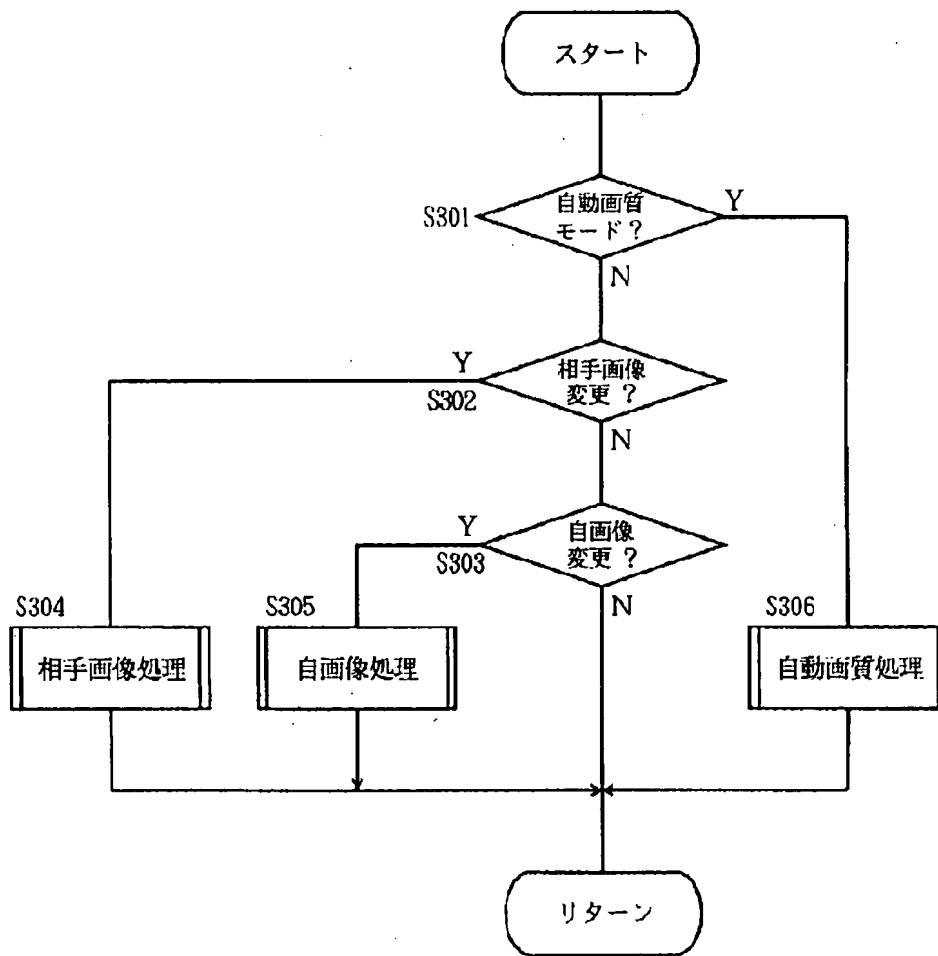 スタート
S301
自動画質
モード?
Y
N
Y
S302
相手画像
変更 ?
N
Y
S303
自画像
変更 ?
N
S304
S305
S306
相手画像処理
自画像処理
自動画質処理
リターン